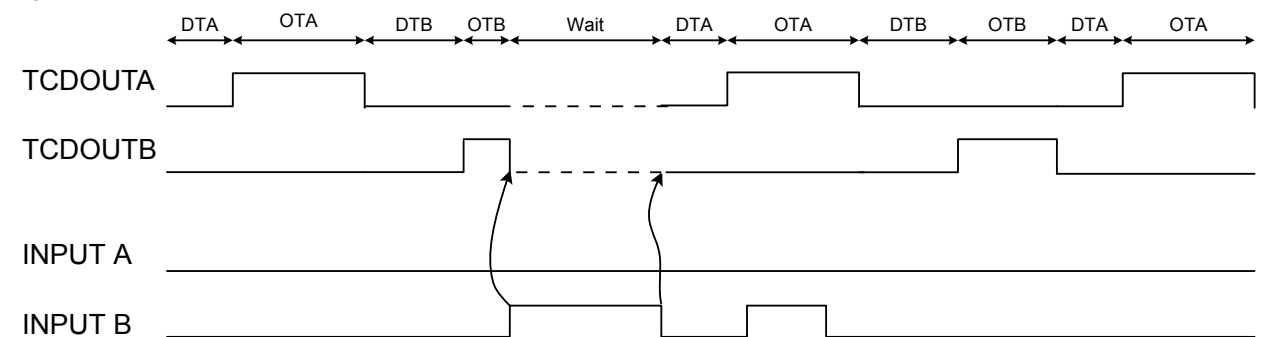 DTA OTA DTB OTB Wait DTA OTA DTB OTB DTA OTA
TCDOUTA
TCDOUTB
INPUT A
INPUT B